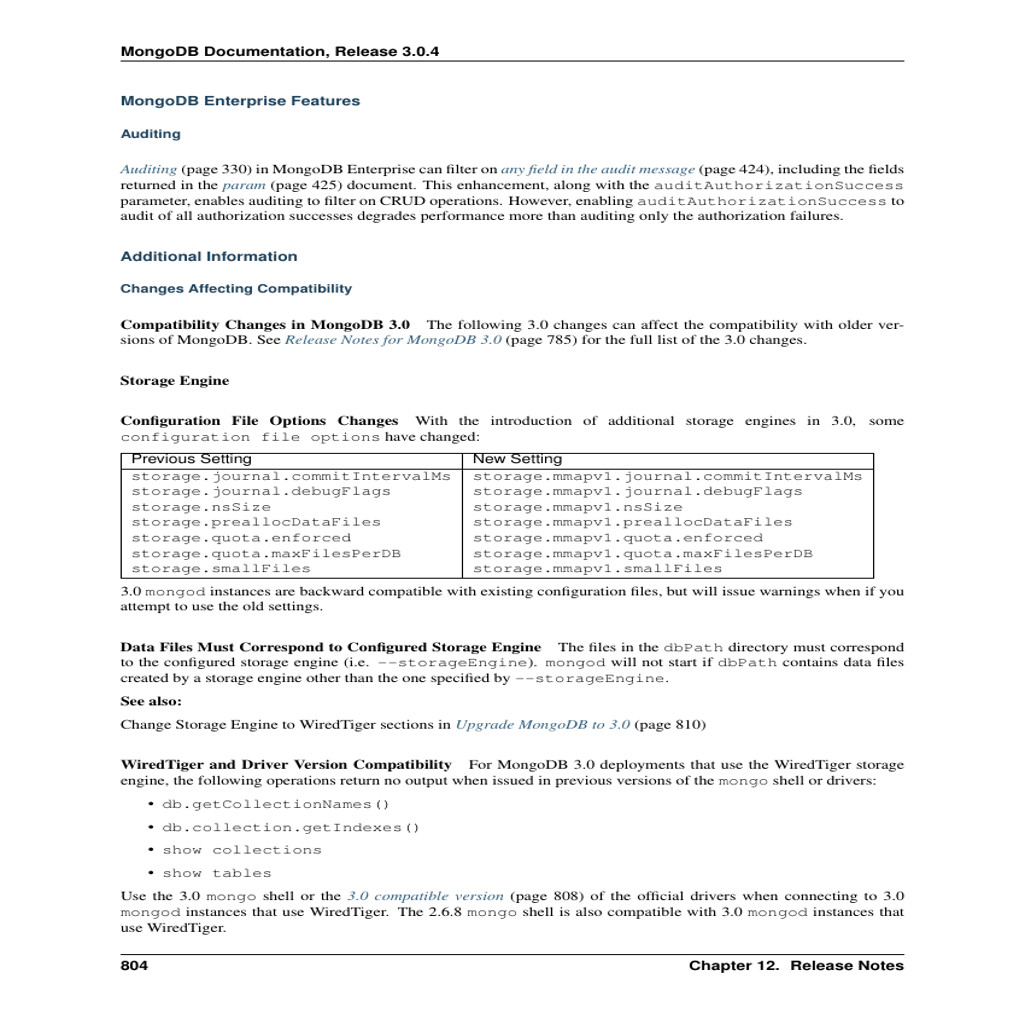 MongoDB Documentation, Release 3.0.4
MongoDB Enterprise Features
Auditing
Auditing (page 330) in MongoDB Enterprise can filter on any field in the audit message (page 424), including the fields
returned in the param (page 425) document. This enhancement, along with the auditAuthorizationSuccess
parameter, enables auditing to filter on CRUD operations. However, enabling auditAuthorizationSuccess to
audit of all authorization successes degrades performance more than auditing only the authorization failures.
Additional Information
Changes Affecting Compatibility
Compatibility Changes in MongoDB 3.0 The following 3.0 changes can affect the compatibility with older ver-
sions of MongoDB. See Release Notes for MongoDB 3.0 (page 785) for the full list of the 3.0 changes.
Storage Engine
Configuration File Options Changes With the introduction of additional storage engines in 3.0, some
configuration file options have changed:
Previous Setting New Setting
storage.journal.commitIntervalMs storage.mmapv1.journal.commitIntervalMs
storage.journal.debugFlags storage.mmapv1.journal.debugFlags
storage.nsSize storage.mmapv1.nsSize
storage.preallocDataFiles storage.mmapv1.preallocDataFiles
storage.quota.enforced storage.mmapv1.quota.enforced
storage.quota.maxFilesPerDB storage.mmapv1.quota.maxFilesPerDB
storage.smallFiles storage.mmapv1.smallFiles
3.0 mongod instances are backward compatible with existing configuration files, but will issue warnings when if you
attempt to use the old settings.
Data Files Must Correspond to Configured Storage Engine The files in the dbPath directory must correspond
to the configured storage engine (i.e. --storageEngine). mongod will not start if dbPath contains data files
created by a storage engine other than the one specified by --storageEngine.
See also:
Change Storage Engine to WiredTiger sections in Upgrade MongoDB to 3.0 (page 810)
WiredTiger and Driver Version Compatibility For MongoDB 3.0 deployments that use the WiredTiger storage
engine, the following operations return no output when issued in previous versions of the mongo shell or drivers:
• db.getCollectionNames()
• db.collection.getIndexes()
• show collections
• show tables
Use the 3.0 mongo shell or the 3.0 compatible version (page 808) of the official drivers when connecting to 3.0
mongod instances that use WiredTiger. The 2.6.8 mongo shell is also compatible with 3.0 mongod instances that
use WiredTiger.
804 Chapter 12. Release Notes